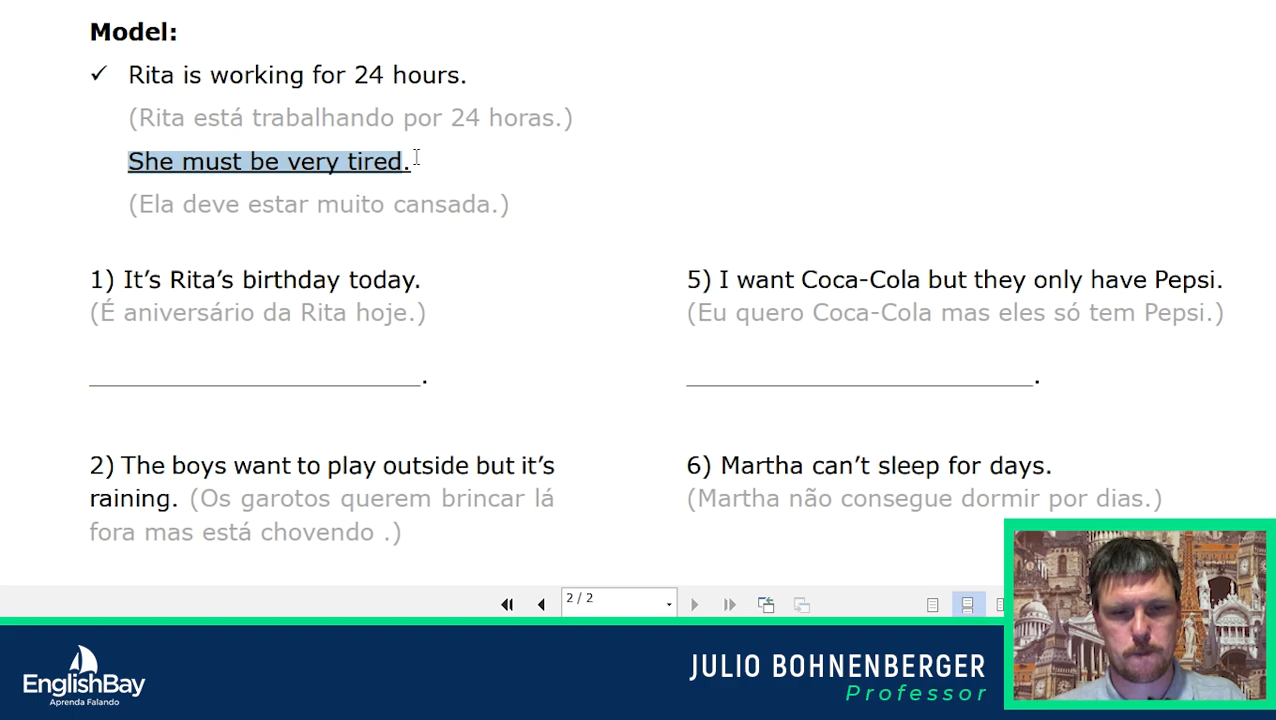 Model:
✓ Rita is working for 24 hours.
(Rita está trabalhando por 24 horas.)
She must be very tired.
(Ela deve estar muito cansada.)
1) It’s Rita’s birthday today.
(É aniversário da Rita hoje.)
____________________.
2) The boys want to play outside but it’s
raining. (Os garotos querem brincar lá
fora mas está chovendo .)
5) I want Coca-Cola but they only have Pepsi.
(Eu quero Coca-Cola mas eles só tem Pepsi.)
____________________.
6) Martha can’t sleep for days.
(Martha não consegue dormir por dias.)
2 / 2
EnglishBay
Aprenda Falando
JULIO BOHNENBERGER
Professor